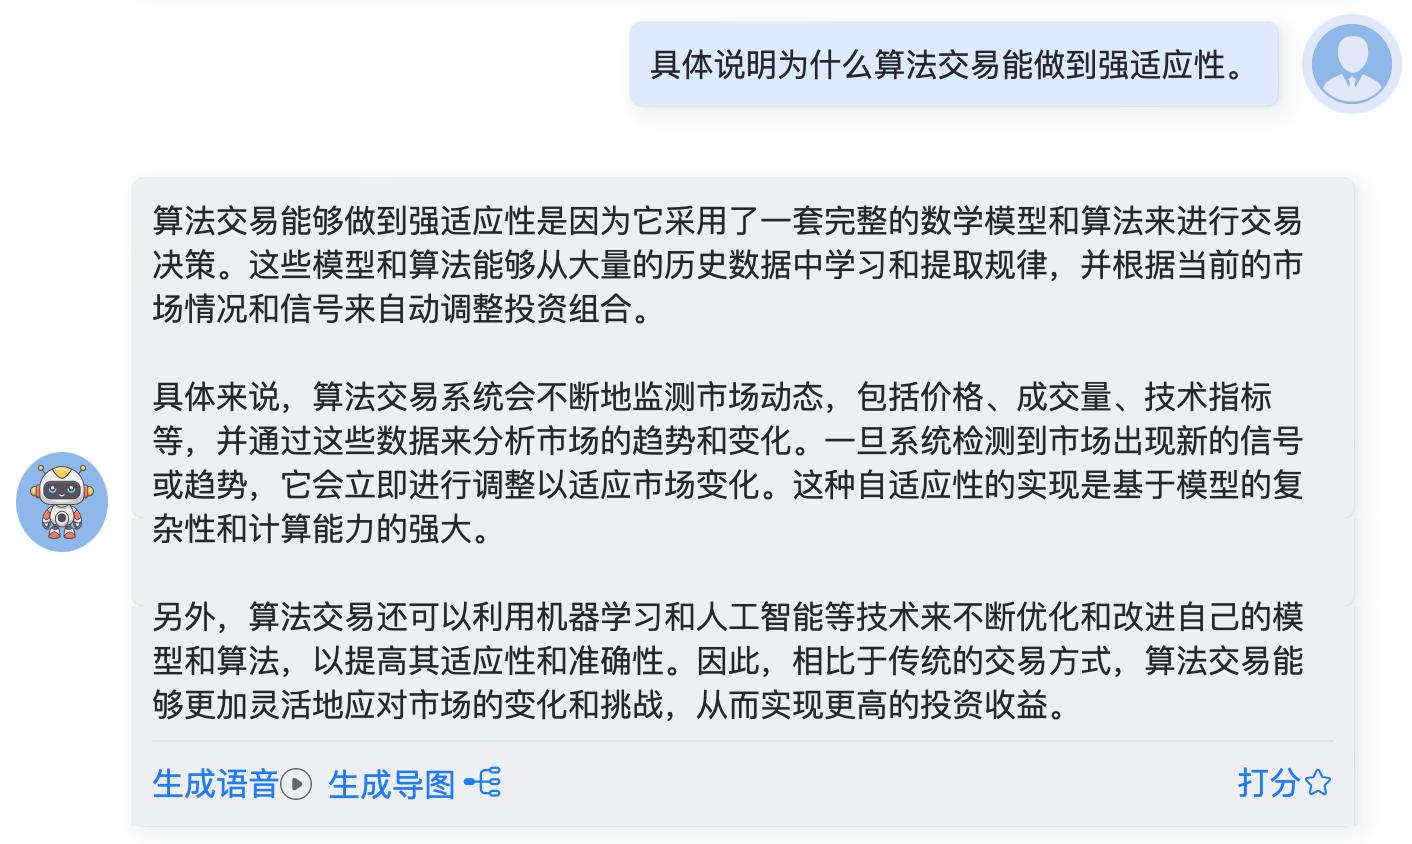 具体说明为什么算法交易能做到强适应性。
算法交易能够做到强适应性是因为它采用了一套完整的数学模型和算法来进行交易
决策。这些模型和算法能够从大量的历史数据中学习和提取规律，并根据当前的市
场情况和信号来自动调整投资组合。
具体来说，算法交易系统会不断地监测市场动态，包括价格、成交量、技术指标
等，并通过这些数据来分析市场的趋势和变化。一旦系统检测到市场出现新的信号
或趋势，它会立即进行调整以适应市场变化。这种自适应性的实现是基于模型的复
杂性和计算能力的强大。
另外，算法交易还可以利用机器学习和人工智能等技术来不断优化和改进自己的模
型和算法，以提高其适应性和准确性。因此，相比于传统的交易方式，算法交易能
够更加灵活地应对市场的变化和挑战，从而实现更高的投资收益。
生成语音 生成导图 打分